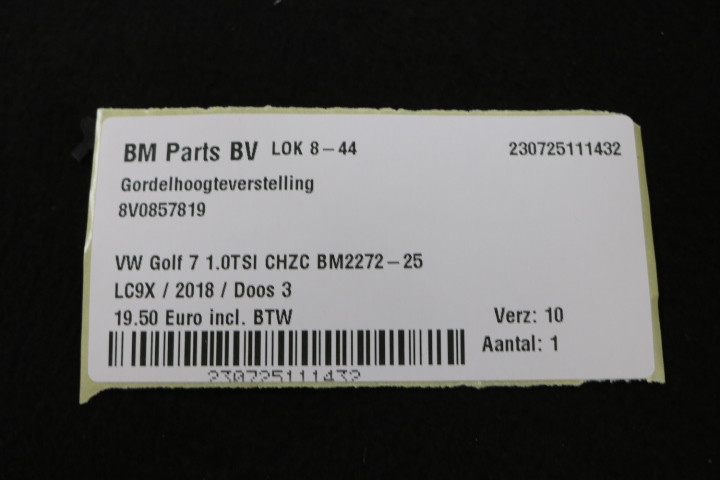 BM Parts BV LOK 8-44 230725111432
Gordelhoogteverstelling
8V0857819
VW Golf 7 1.0TSI CHZC BM2272-25
LC9X / 2018 / Doos 3
19.50 Euro incl. BTW Verz: 10
Aantal: 1
230725111432